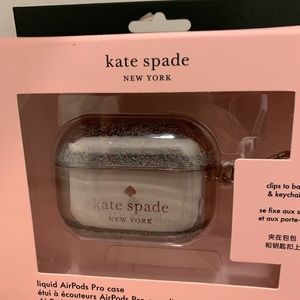 kate spade
NEW YORK
kate spade
NEW YORK
clips to
& keychai
se fixe aux
et aux porte-
夹在包包
和钥匙扣上
liquid AirPods Pro case
étui à écouteurs AirPods Pro